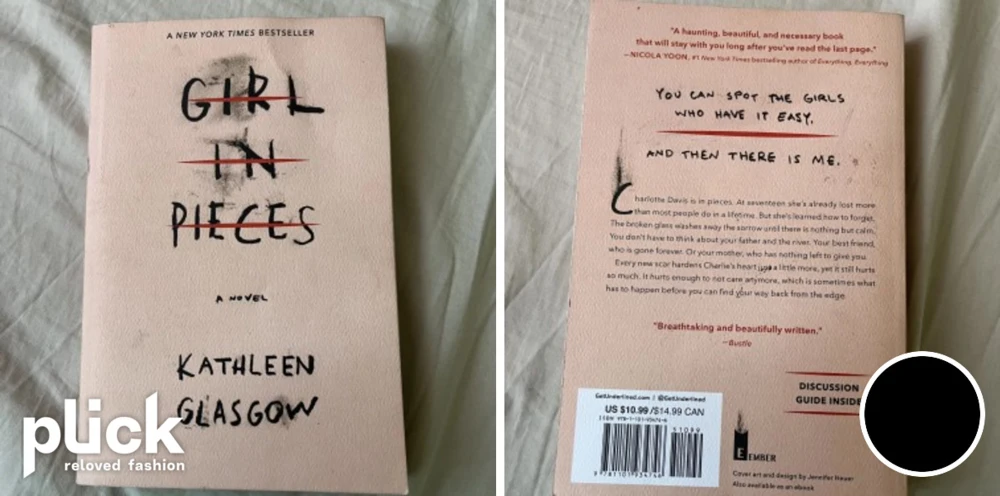 A NEW YORK TIMES BESTSELLER
GIRL
IN
PIECES
A NOVEL
KATHLEEN
GLASGOW
plick
reloved fashion
"A haunting, beautiful, and necessary book
that will stay with you long after you've read the last page."
—NICOLA YOON, #1 New York Times bestselling author of Everything, Everything
YOU CAN SPOT THE GIRLS
WHO HAVE IT EASY.
AND THEN THERE IS ME.
Charlotte Davis is in pieces. At seventeen she's already lost more
than most people do in a lifetime. But she's learned how to forget.
The broken glass washes away the sorrow until there is nothing but calm.
You don't have to think about your father and the river. Your best friend,
who is gone forever. Or your mother, who has nothing left to give you.
Every new scar hardens Charlie's heart just a little more, yet it still hurts
so much. It hurts enough to not care anymore, which is sometimes what
has to happen before you can find your way back from the edge.
"Breathtaking and beautifully written."
—Bustle
DISCUSSION
GUIDE INSIDE
GetUnderlined.com | @GetUnderlined
US $10.99 / $14.99 CAN
51099
EMBER
Cover art and design by Jennifer Heuer
Also available as an ebook